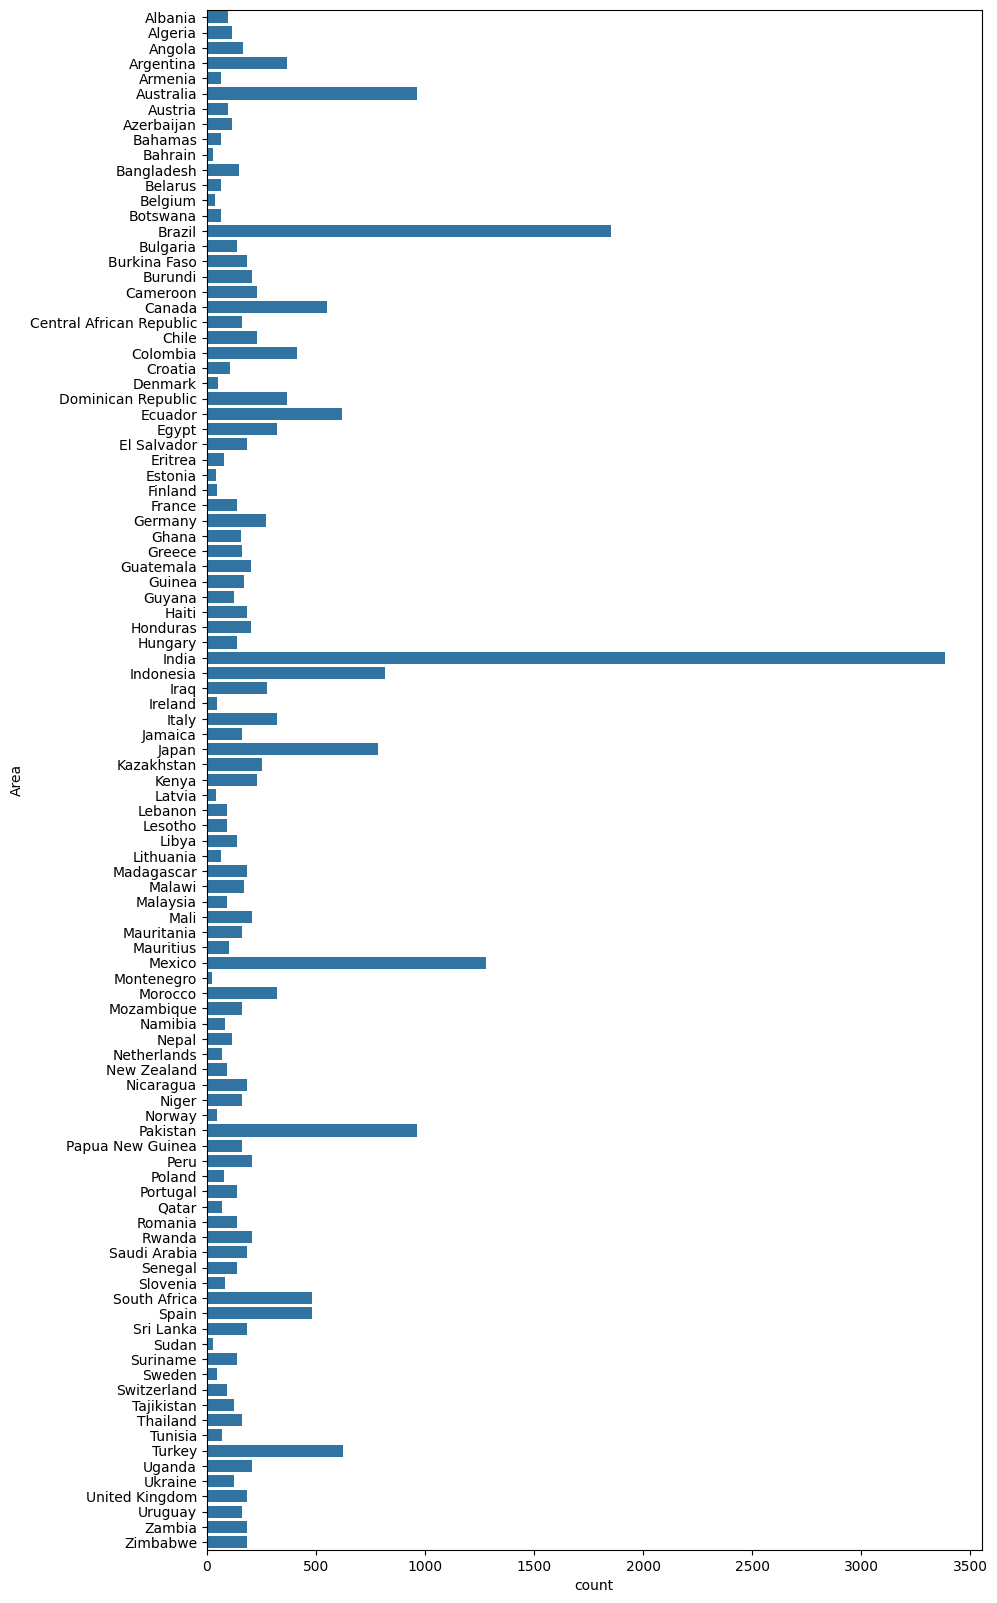 Albania
Algeria
Angola
Argentina
Armenia
Australia
Austria
Azerbaijan
Bahamas
Bahrain
Bangladesh
Belarus
Belgium
Botswana
Brazil
Bulgaria
Burkina Faso
Burundi
Cameroon
Canada
Central African Republic
Chile
Colombia
Croatia
Denmark
Dominican Republic
Ecuador
Egypt
El Salvador
Eritrea
Estonia
Finland
France
Germany
Ghana
Greece
Guatemala
Guinea
Guyana
Haiti
Honduras
Hungary
India
Indonesia
Iraq
Ireland
Italy
Jamaica
Japan
Kazakhstan
Kenya
Latvia
Lebanon
Lesotho
Libya
Lithuania
Madagascar
Malawi
Malaysia
Mali
Mauritania
Mauritius
Mexico
Montenegro
Morocco
Mozambique
Namibia
Nepal
Netherlands
New Zealand
Nicaragua
Niger
Norway
Pakistan
Papua New Guinea
Peru
Poland
Portugal
Qatar
Romania
Rwanda
Saudi Arabia
Senegal
Slovenia
South Africa
Spain
Sri Lanka
Sudan
Suriname
Sweden
Switzerland
Tajikistan
Thailand
Tunisia
Turkey
Uganda
Ukraine
United Kingdom
Uruguay
Zambia
Zimbabwe
Area
0 500 1000 1500 2000 2500 3000 3500
count